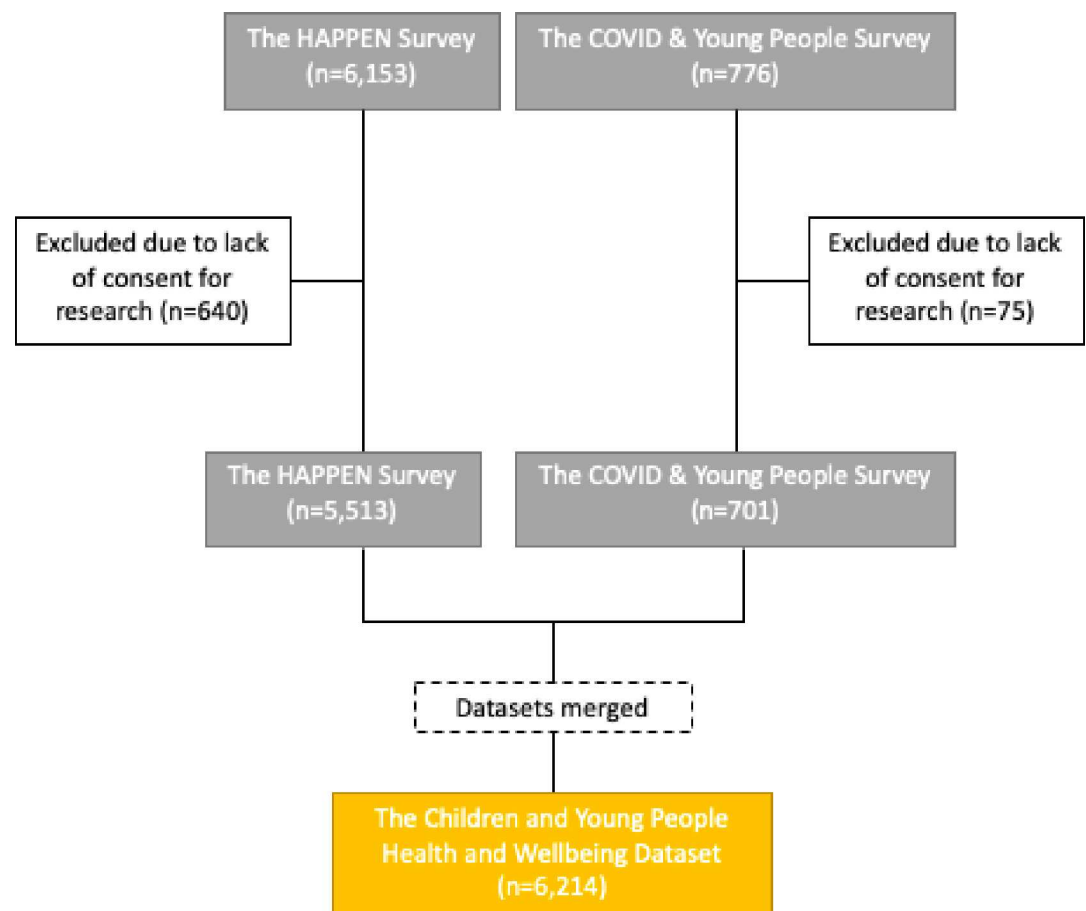 The HAPPEN Survey
(n=6,153)
The COVID & Young People Survey
(n=776)
Excluded due to lack
of consent for
research (n=640)
Excluded due to lack
of consent for
research (n=75)
The HAPPEN Survey
(n=5,513)
The COVID & Young People Survey
(n=701)
Datasets merged
The Children and Young People
Health and Wellbeing Dataset
(n=6,214)